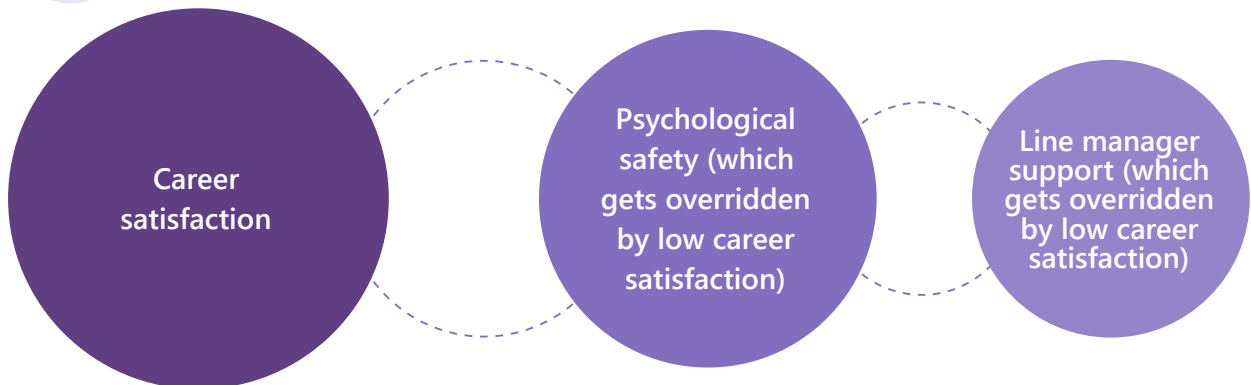 Career
satisfaction
Psychological
safety (which
gets overridden
by low career
satisfaction)
Line manager
support (which
gets overridden
by low career
satisfaction)